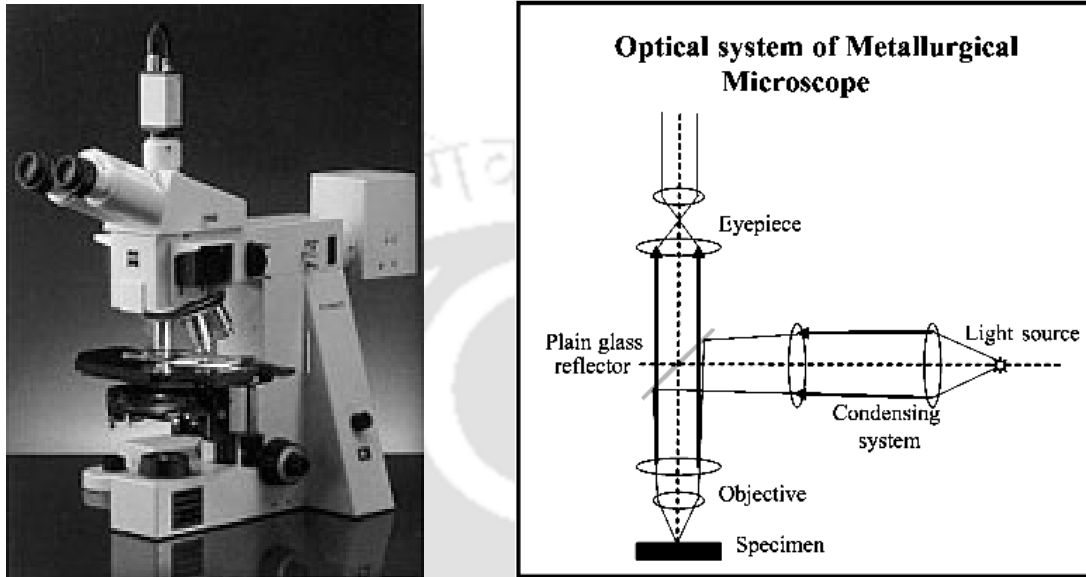 Optical system of Metallurgical
Microscope
Eyepiece
Plain glass
reflector
Light source
Condensing
system
Objective
Specimen